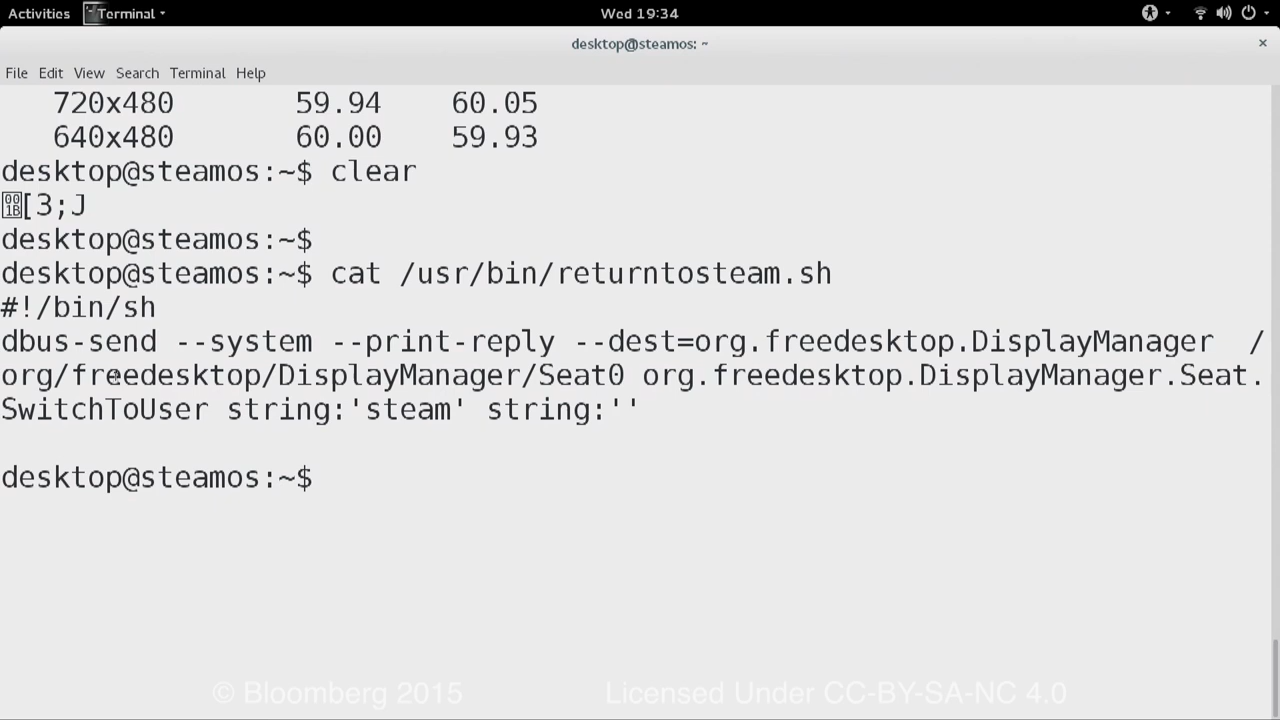 Activities Terminal Wed 19:34
desktop@steamos: ~
File Edit View Search Terminal Help
720x480 59.94 60.05
640x480 60.00 59.93
desktop@steamos:~$ clear
[3;J
desktop@steamos:~$
desktop@steamos:~$ cat /usr/bin/returntosteam.sh
#!/bin/sh
dbus-send --system --print-reply --dest=org.freedesktop.DisplayManager /
org/freedesktop/DisplayManager/Seat0 org.freedesktop.DisplayManager.Seat.
SwitchToUser string:'steam' string:''
desktop@steamos:~$
© Bloomberg 2015 Licensed Under CC-BY-SA-NC 4.0